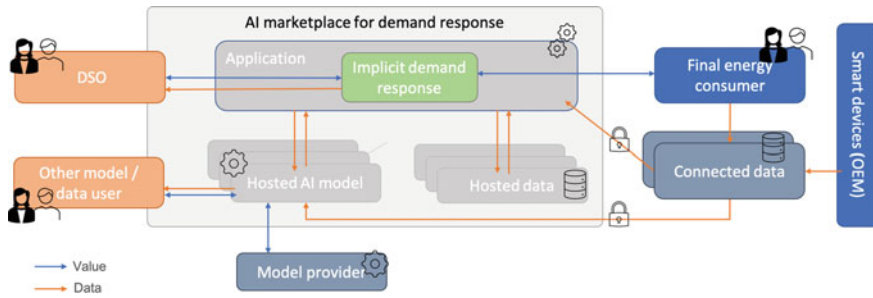 AI marketplace for demand response
Application
Implicit demand
response
DSO
Final energy
consumer
Smart devices (OEM)
Other model /
data user
Hosted AI model
Hosted data
Connected data
Model provider
Value
Data